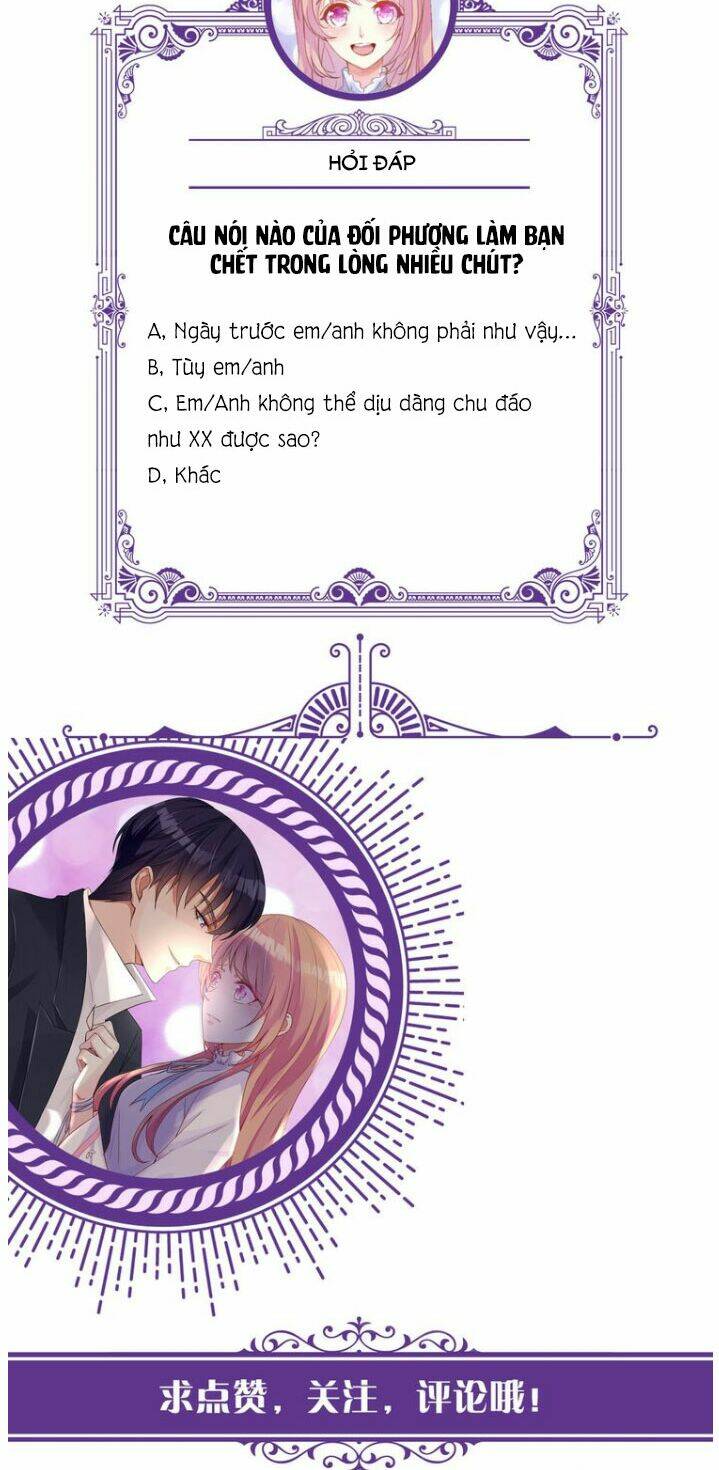 HỎI ĐÁP
CÂU NÓI NÀO CỦA ĐỐI PHƯƠNG LÀM BẠN
CHẾT TRONG LÒNG NHIỀU CHÚT?
A, Ngày trước em/anh không phải như vậy...
B, Tùy em/anh
C, Em/Anh không thể dịu dàng chu đáo
như XX được sao?
D, Khác
求点赞，关注，评论哦！